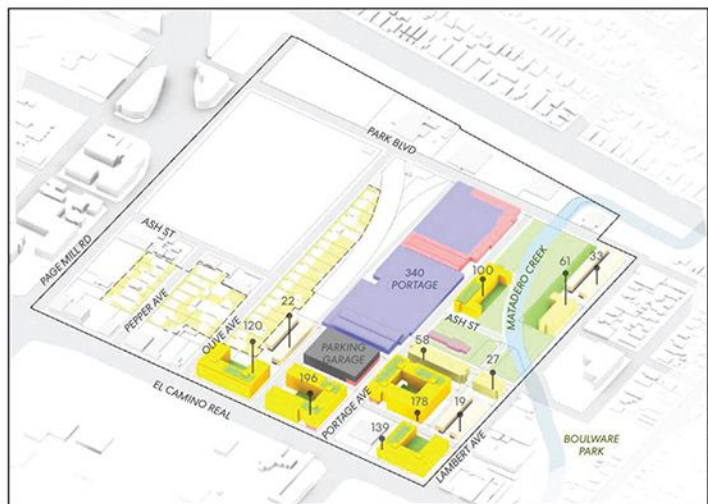 PARK BLVD
ASH ST
PAGE MILL RD
PEPPER AVE
OLIVE AVE
22
120
340
PORTAGE
100
MATADERO CREEK
61
33
ASH ST
PARKING
GARAGE
58
27
196
EL CAMINO REAL
PORTAGE AVE
178
19
139
LAMBERT AVE
BOULWARE
PARK